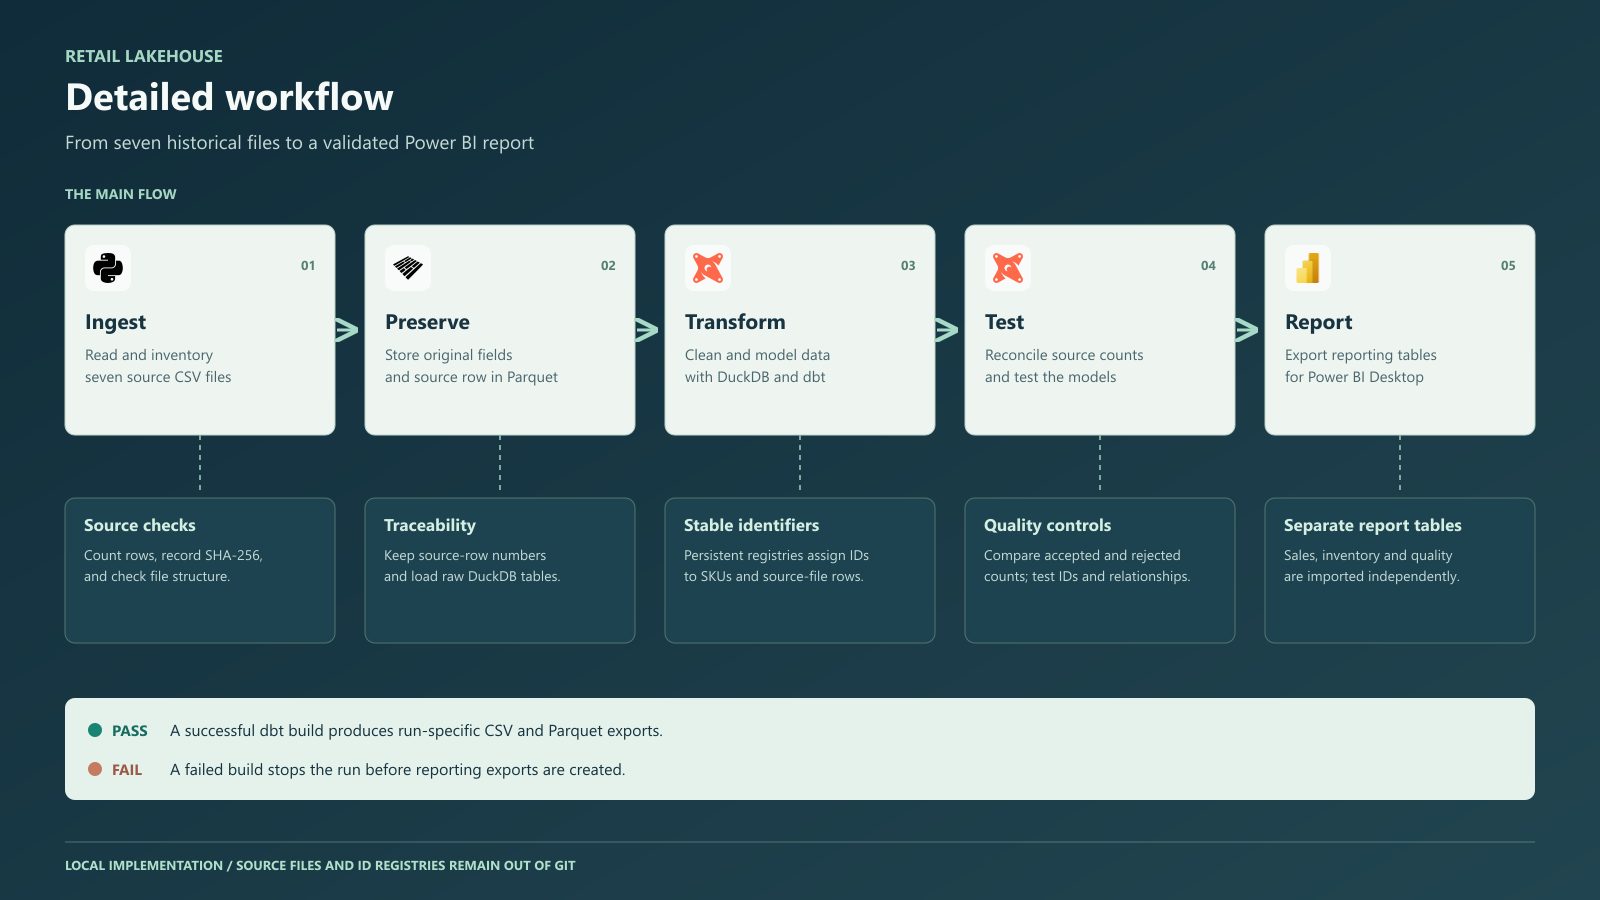 RETAIL LAKEHOUSE
Detailed workflow
From seven historical files to a validated Power BI report
THE MAIN FLOW
01
Ingest
Read and inventory
seven source CSV files
02
Preserve
Store original fields
and source row in Parquet
03
Transform
Clean and model data
with DuckDB and dbt
04
Test
Reconcile source counts
and test the models
05
Report
Export reporting tables
for Power BI Desktop
Source checks
Count rows, record SHA-256,
and check file structure.
Traceability
Keep source-row numbers
and load raw DuckDB tables.
Stable identifiers
Persistent registries assign IDs
to SKUs and source-file rows.
Quality controls
Compare accepted and rejected
counts; test IDs and relationships.
Separate report tables
Sales, inventory and quality
are imported independently.
PASS A successful dbt build produces run-specific CSV and Parquet exports.
FAIL A failed build stops the run before reporting exports are created.
LOCAL IMPLEMENTATION / SOURCE FILES AND ID REGISTRIES REMAIN OUT OF GIT